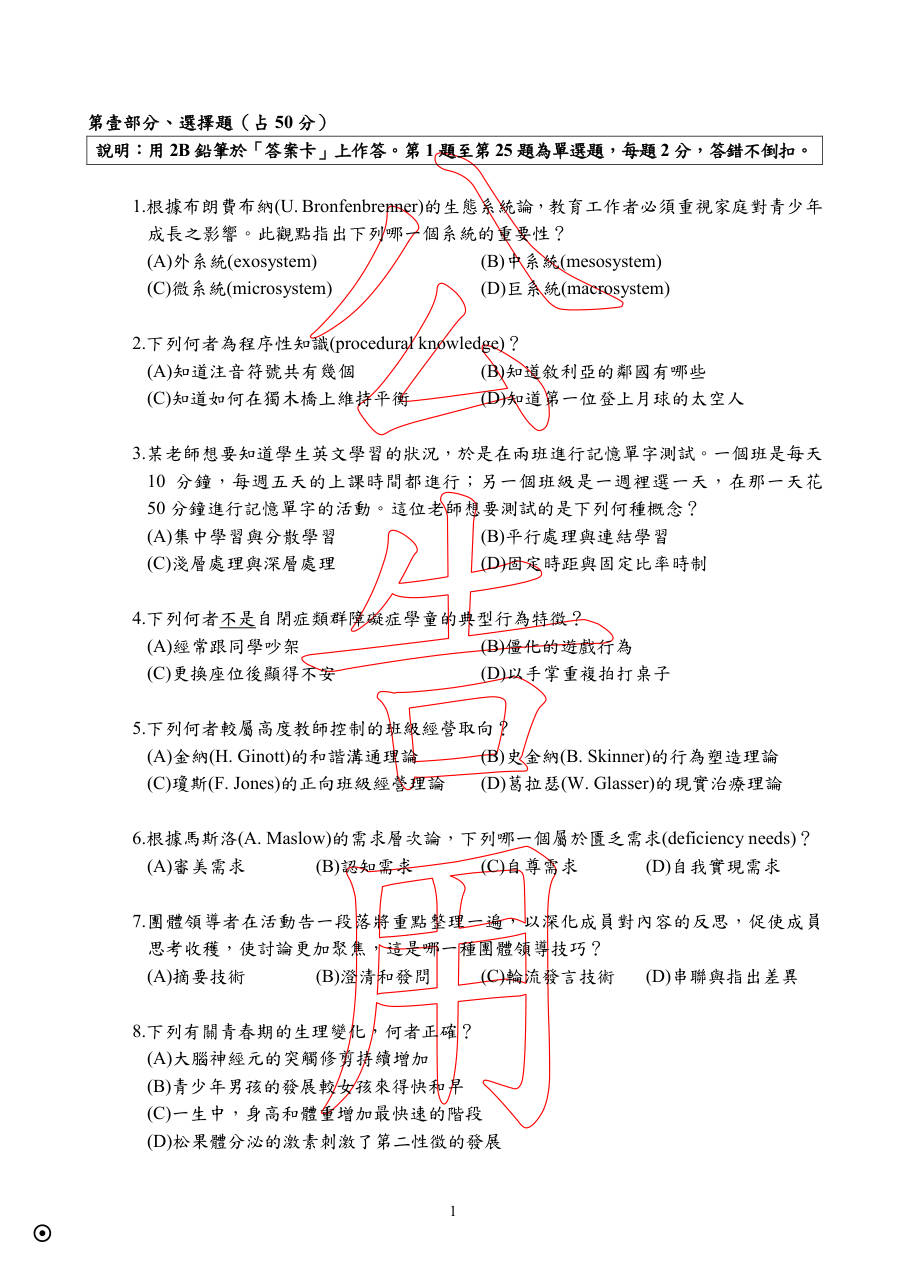 第壹部分、選擇題（占 50 分）
說明：用 2B 鉛筆於「答案卡」上作答。第 1 題至第 25 題為單選題，每題 2 分，答錯不倒扣。
1.根據布朗費布納(U. Bronfenbrenner)的生態系統論，教育工作者必須重視家庭對青少年
成長之影響。此觀點指出下列哪一個系統的重要性？
(A)外系統(exosystem) (B)中系統(mesosystem)
(C)微系統(microsystem) (D)巨系統(macrosystem)
2.下列何者為程序性知識(procedural knowledge)？
(A)知道注音符號共有幾個 (B)知道敘利亞的鄰國有哪些
(C)知道如何在獨木橋上維持平衡 (D)知道第一位登上月球的太空人
3.某老師想要知道學生英文學習的狀況，於是在兩班進行記憶單字測試。一個班是每天
10 分鐘，每週五天的上課時間都進行；另一個班級是一週裡選一天，在那一天花
50 分鐘進行記憶單字的活動。這位老師想要測試的是下列何種概念？
(A)集中學習與分散學習 (B)平行處理與連結學習
(C)淺層處理與深層處理 (D)固定時距與固定比率時制
4.下列何者不是自閉症類群障礙症學童的典型行為特徵？
(A)經常跟同學吵架 (B)僵化的遊戲行為
(C)更換座位後顯得不安 (D)以手掌重複拍打桌子
5.下列何者較屬高度教師控制的班級經營取向？
(A)金納(H. Ginott)的和諧溝通理論 (B)史金納(B. Skinner)的行為塑造理論
(C)瓊斯(F. Jones)的正向班級經營理論 (D)葛拉瑟(W. Glasser)的現實治療理論
6.根據馬斯洛(A. Maslow)的需求層次論，下列哪一個屬於匱乏需求(deficiency needs)？
(A)審美需求 (B)認知需求 (C)自尊需求 (D)自我實現需求
7.團體領導者在活動告一段落將重點整理一遍，以深化成員對內容的反思，促使成員
思考收穫，使討論更加聚焦，這是哪一種團體領導技巧？
(A)摘要技術 (B)澄清和發問 (C)輪流發言技術 (D)串聯與指出差異
8.下列有關青春期的生理變化，何者正確？
(A)大腦神經元的突觸修剪持續增加
(B)青少年男孩的發展較女孩來得快和早
(C)一生中，身高和體重增加最快速的階段
(D)松果體分泌的激素刺激了第二性徵的發展
1
公告用